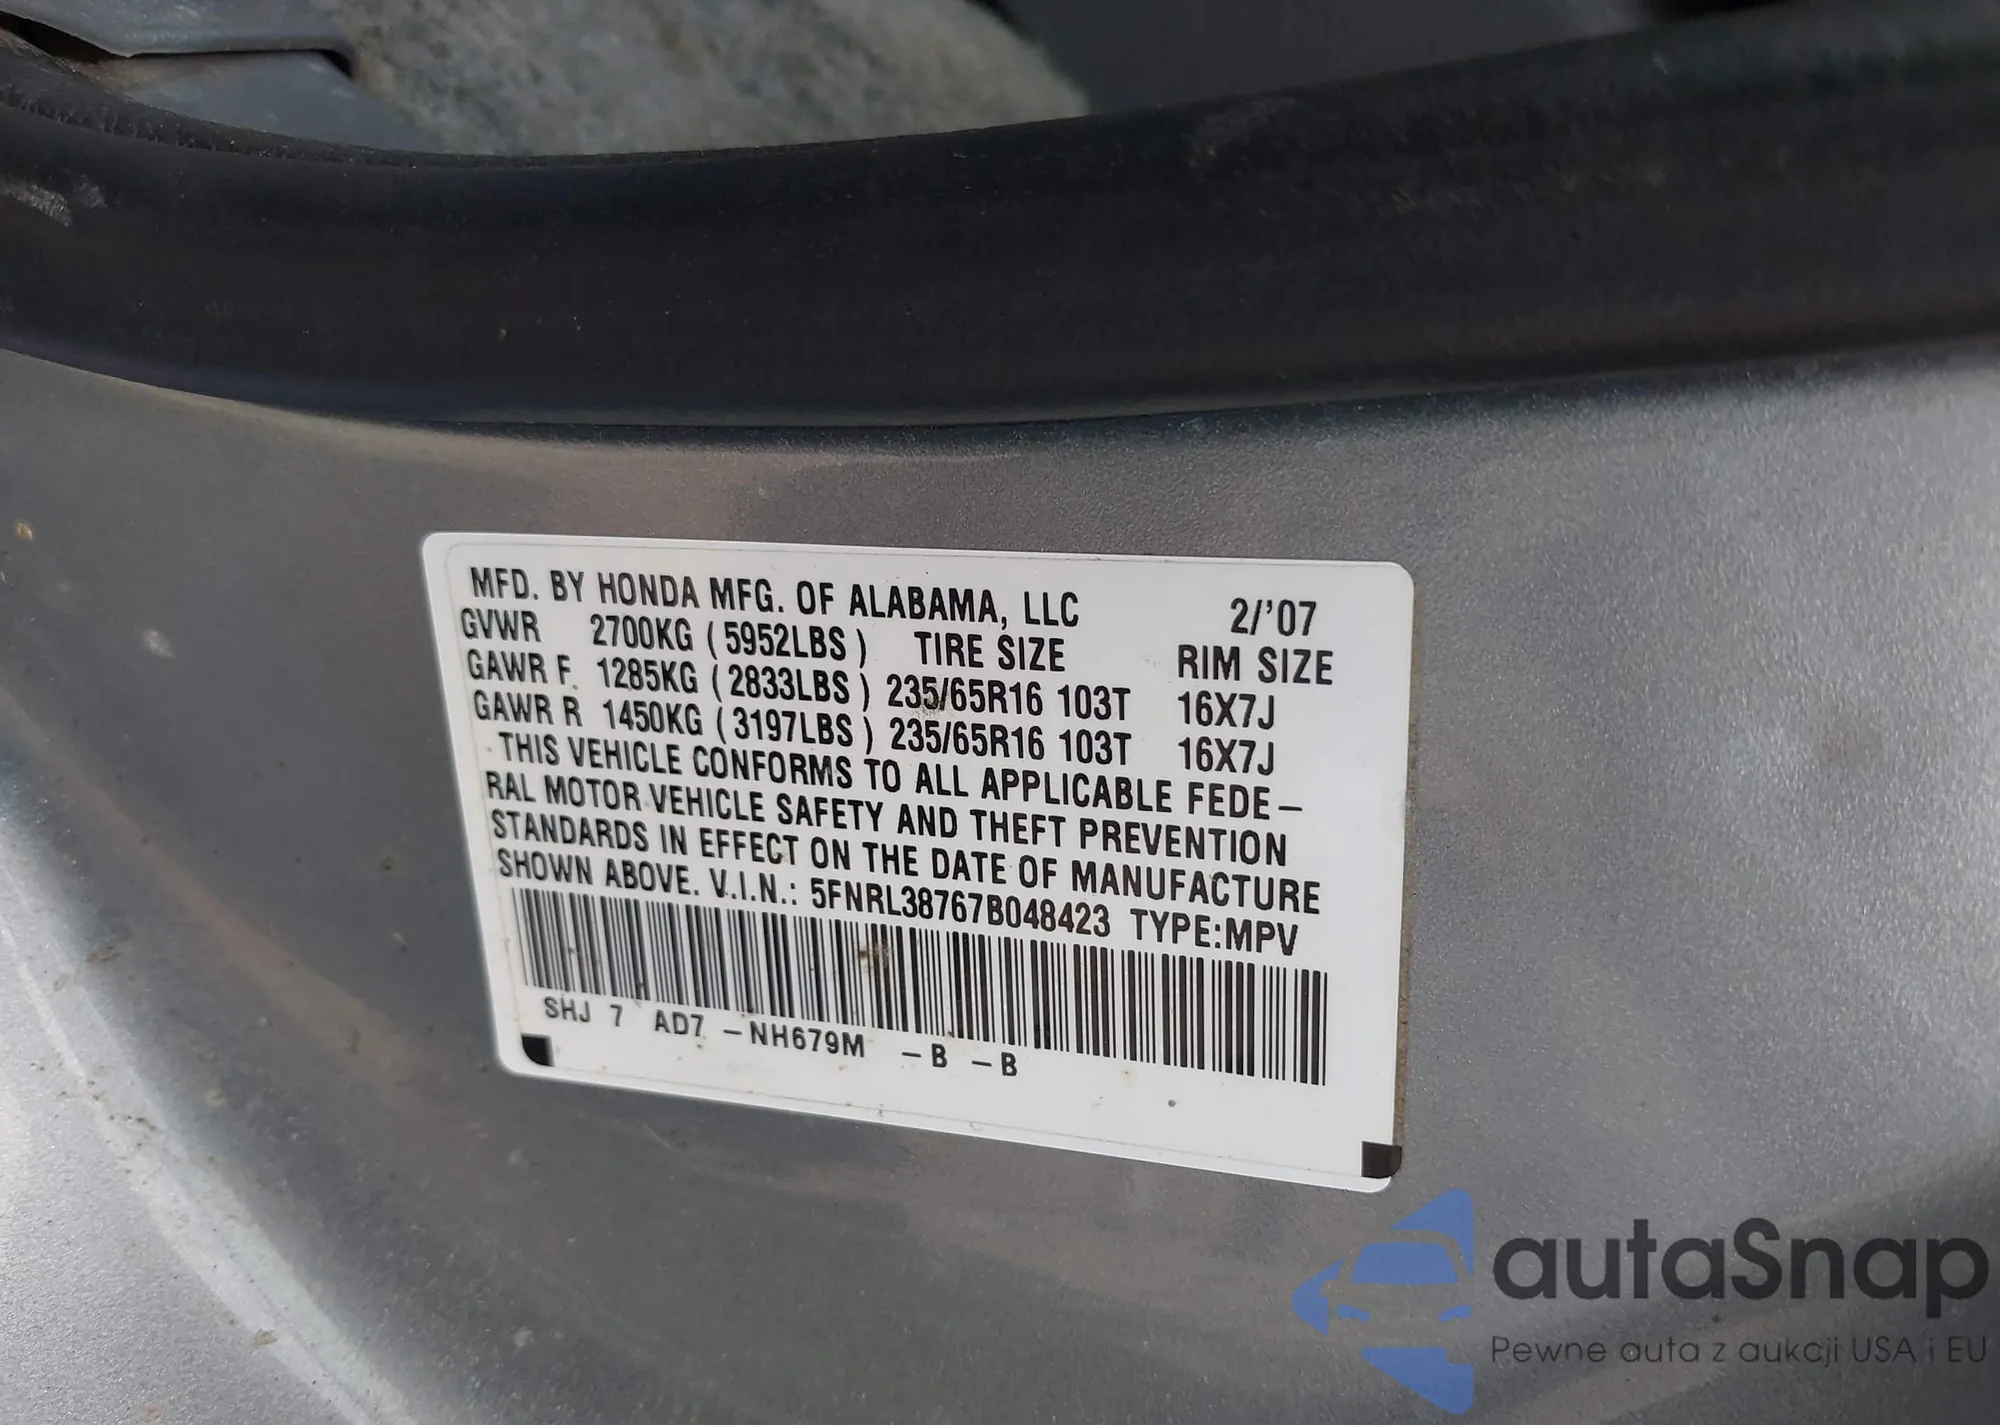 MFD. BY HONDA MFG. OF ALABAMA, LLC 2/'07
GVWR 2700KG (5952LBS) TIRE SIZE RIM SIZE
GAWR F. 1285KG (2833LBS) 235/65R16 103T 16X7J
GAWR R 1450KG (3197LBS) 235/65R16 103T 16X7J
THIS VEHICLE CONFORMS TO ALL APPLICABLE FEDE-
RAL MOTOR VEHICLE SAFETY AND THEFT PREVENTION
STANDARDS IN EFFECT ON THE DATE OF MANUFACTURE
SHOWN ABOVE. V.I.N.: 5FNRL38767B048423 TYPE:MPV
SHJ 7 AD7 -NH679M -B -B
autaSnap
Pewne auta z aukcji USA i EU